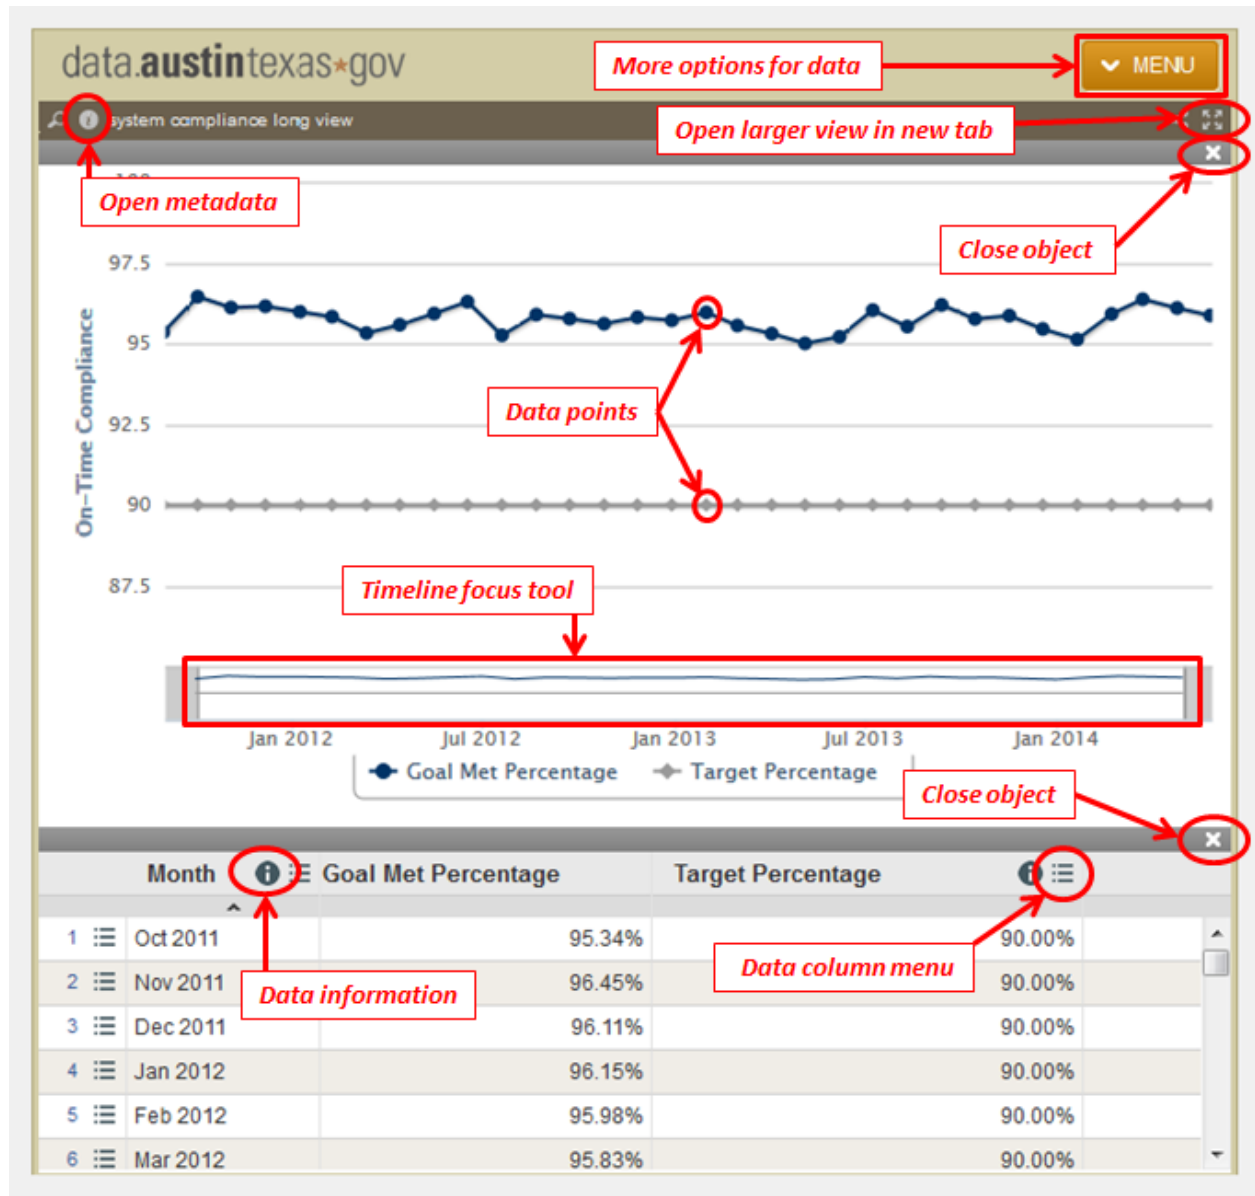 data.austintexas*gov
More options for data
MENU
system compliance long view
Open larger view in new tab
Open metadata
Close object
97.5
95
92.5
90
87.5
On-Time Compliance
Data points
Timeline focus tool
Jan 2012 Jul 2012 Jan 2013 Jul 2013 Jan 2014
Goal Met Percentage Target Percentage
Close object
Month Goal Met Percentage Target Percentage
1 Oct 2011 95.34% 90.00%
2 Nov 2011 96.45% 90.00%
3 Dec 2011 96.11% 90.00%
4 Jan 2012 96.15% 90.00%
5 Feb 2012 95.98% 90.00%
6 Mar 2012 95.83% 90.00%
Data information
Data column menu